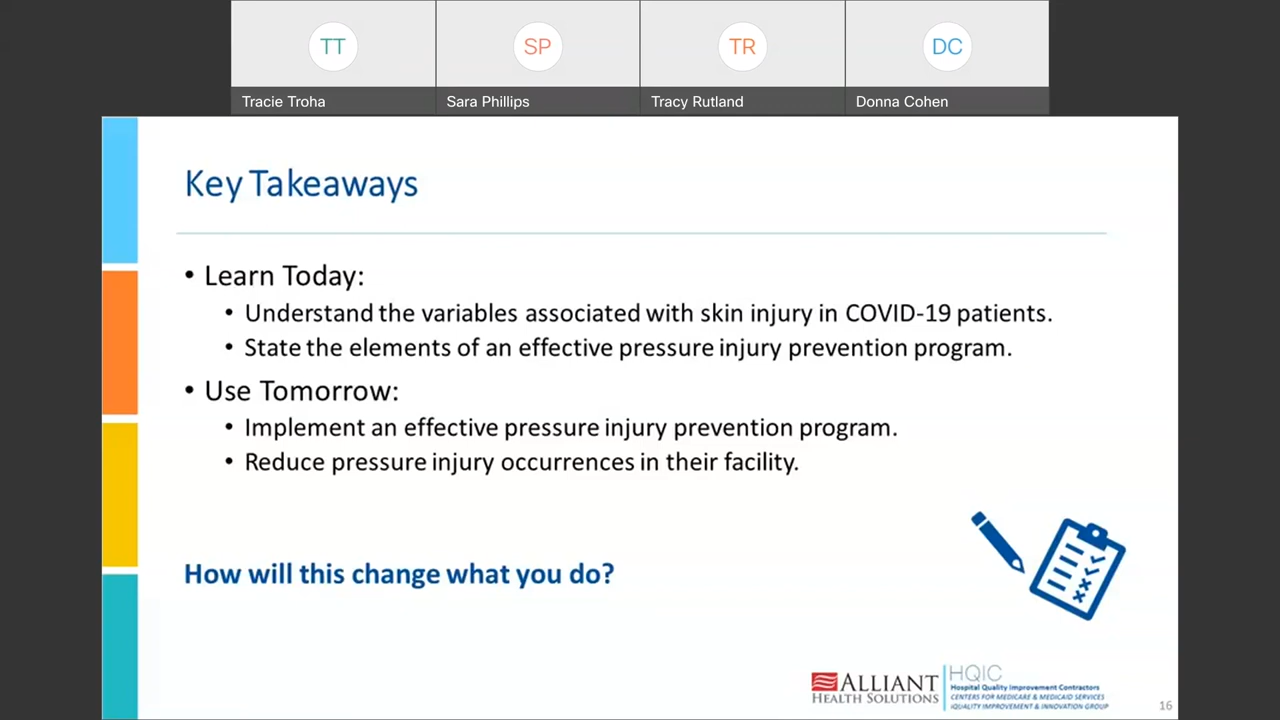 TT
SP
TR
DC
Tracie Troha
Sara Phillips
Tracy Rutland
Donna Cohen
Key Takeaways
• Learn Today:
• Understand the variables associated with skin injury in COVID-19 patients.
• State the elements of an effective pressure injury prevention program.
• Use Tomorrow:
• Implement an effective pressure injury prevention program.
• Reduce pressure injury occurrences in their facility.
How will this change what you do?
ALLIANT
HEALTH SOLUTIONS
HQIC
Hospital Quality Improvement Contractors
CENTERS FOR MEDICARE & MEDICAID SERVICES
iQUALITY IMPROVEMENT & INNOVATION GROUP
16